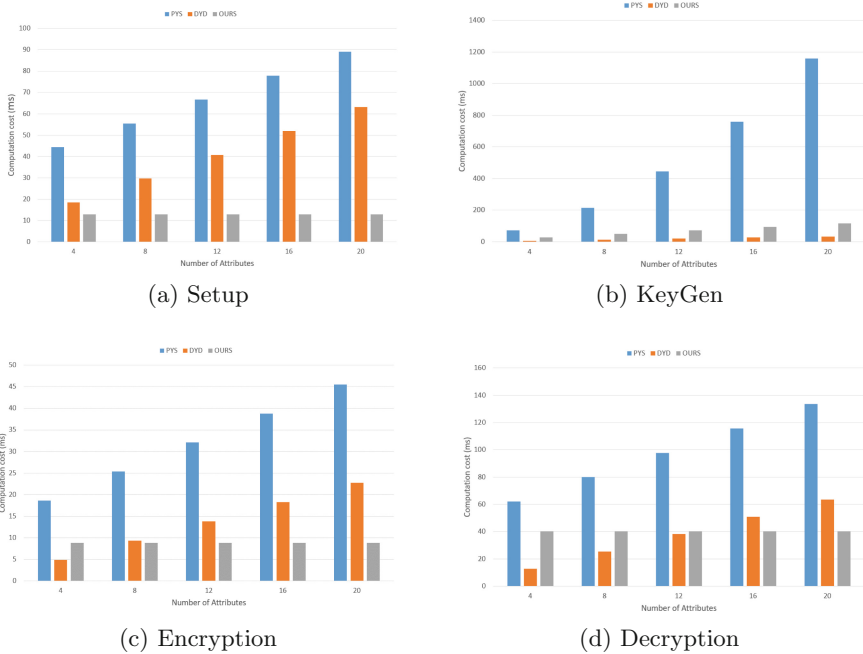 PYS DYD OURS
100
90
80
70
60
50
40
30
20
10
0
Computation cost (ms)
4 8 12 16 20
Number of Attributes
(a) Setup
PYS DYD OURS
1400
1200
1000
800
600
400
200
0
Computation cost (ms)
4 8 12 16 20
Number of Attributes
(b) KeyGen
PYS DYD OURS
50
45
40
35
30
25
20
15
10
5
0
Computation cost (ms)
4 8 12 16 20
Number of Attributes
(c) Encryption
PYS DYD OURS
160
140
120
100
80
60
40
20
0
Computation cost (ms)
4 8 12 16 20
Number of Attributes
(d) Decryption